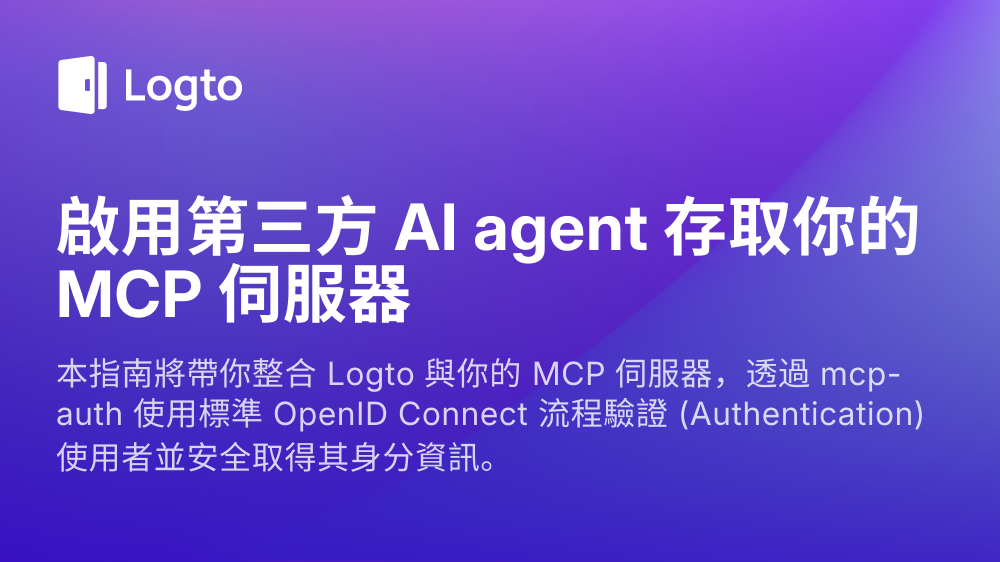 Logto
啟用第三方 AI agent 存取你的
MCP 伺服器
本指南將帶你整合 Logto 與你的 MCP 伺服器，透過 mcp-
auth 使用標準 OpenID Connect 流程驗證 (Authentication)
使用者並安全取得其身分資訊。